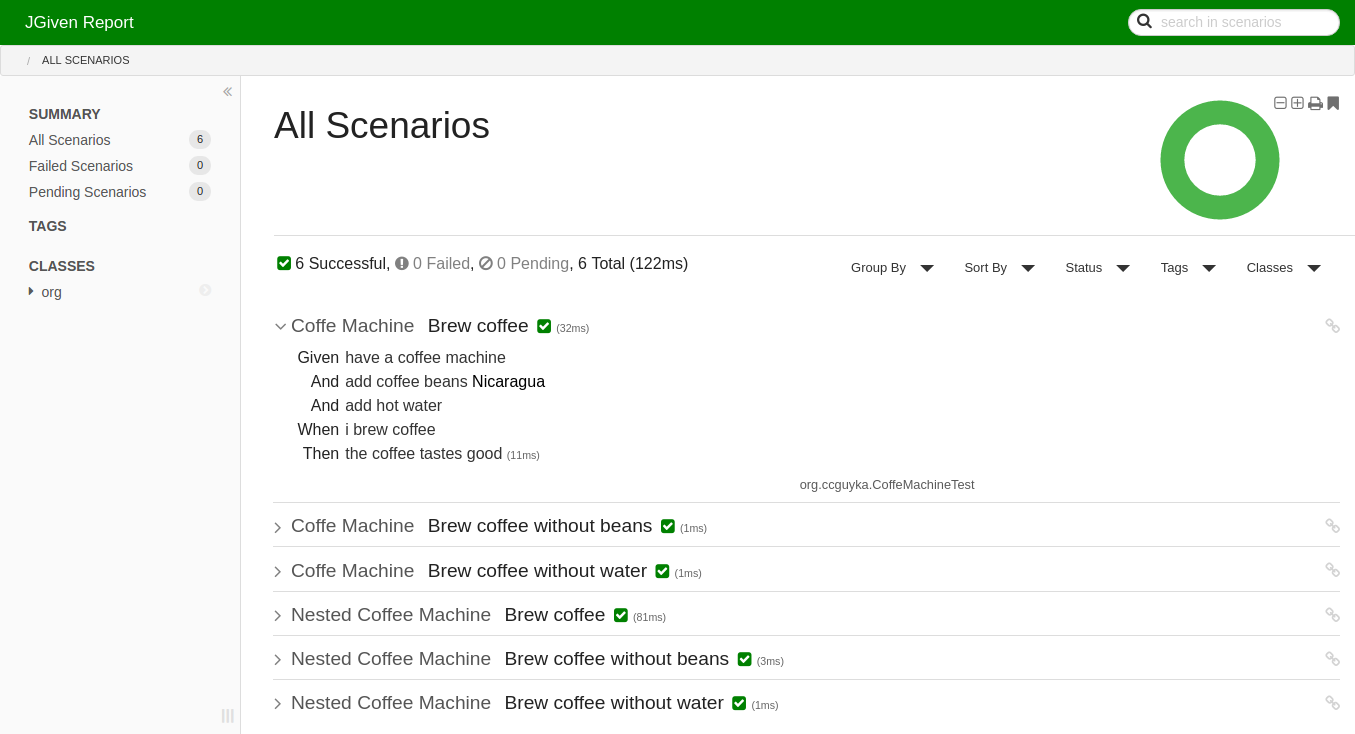 JGiven Report
search in scenarios
/ ALL SCENARIOS
SUMMARY
All Scenarios 6
Failed Scenarios 0
Pending Scenarios 0
TAGS
CLASSES
org
All Scenarios
6 Successful, 0 Failed, 0 Pending, 6 Total (122ms)
Group By Sort By Status Tags Classes
Coffe Machine Brew coffee (32ms)
Given have a coffee machine
And add coffee beans Nicaragua
And add hot water
When i brew coffee
Then the coffee tastes good (11ms)
org.ccguyka.CoffeMachineTest
Coffe Machine Brew coffee without beans (1ms)
Coffe Machine Brew coffee without water (1ms)
Nested Coffee Machine Brew coffee (81ms)
Nested Coffee Machine Brew coffee without beans (3ms)
Nested Coffee Machine Brew coffee without water (1ms)